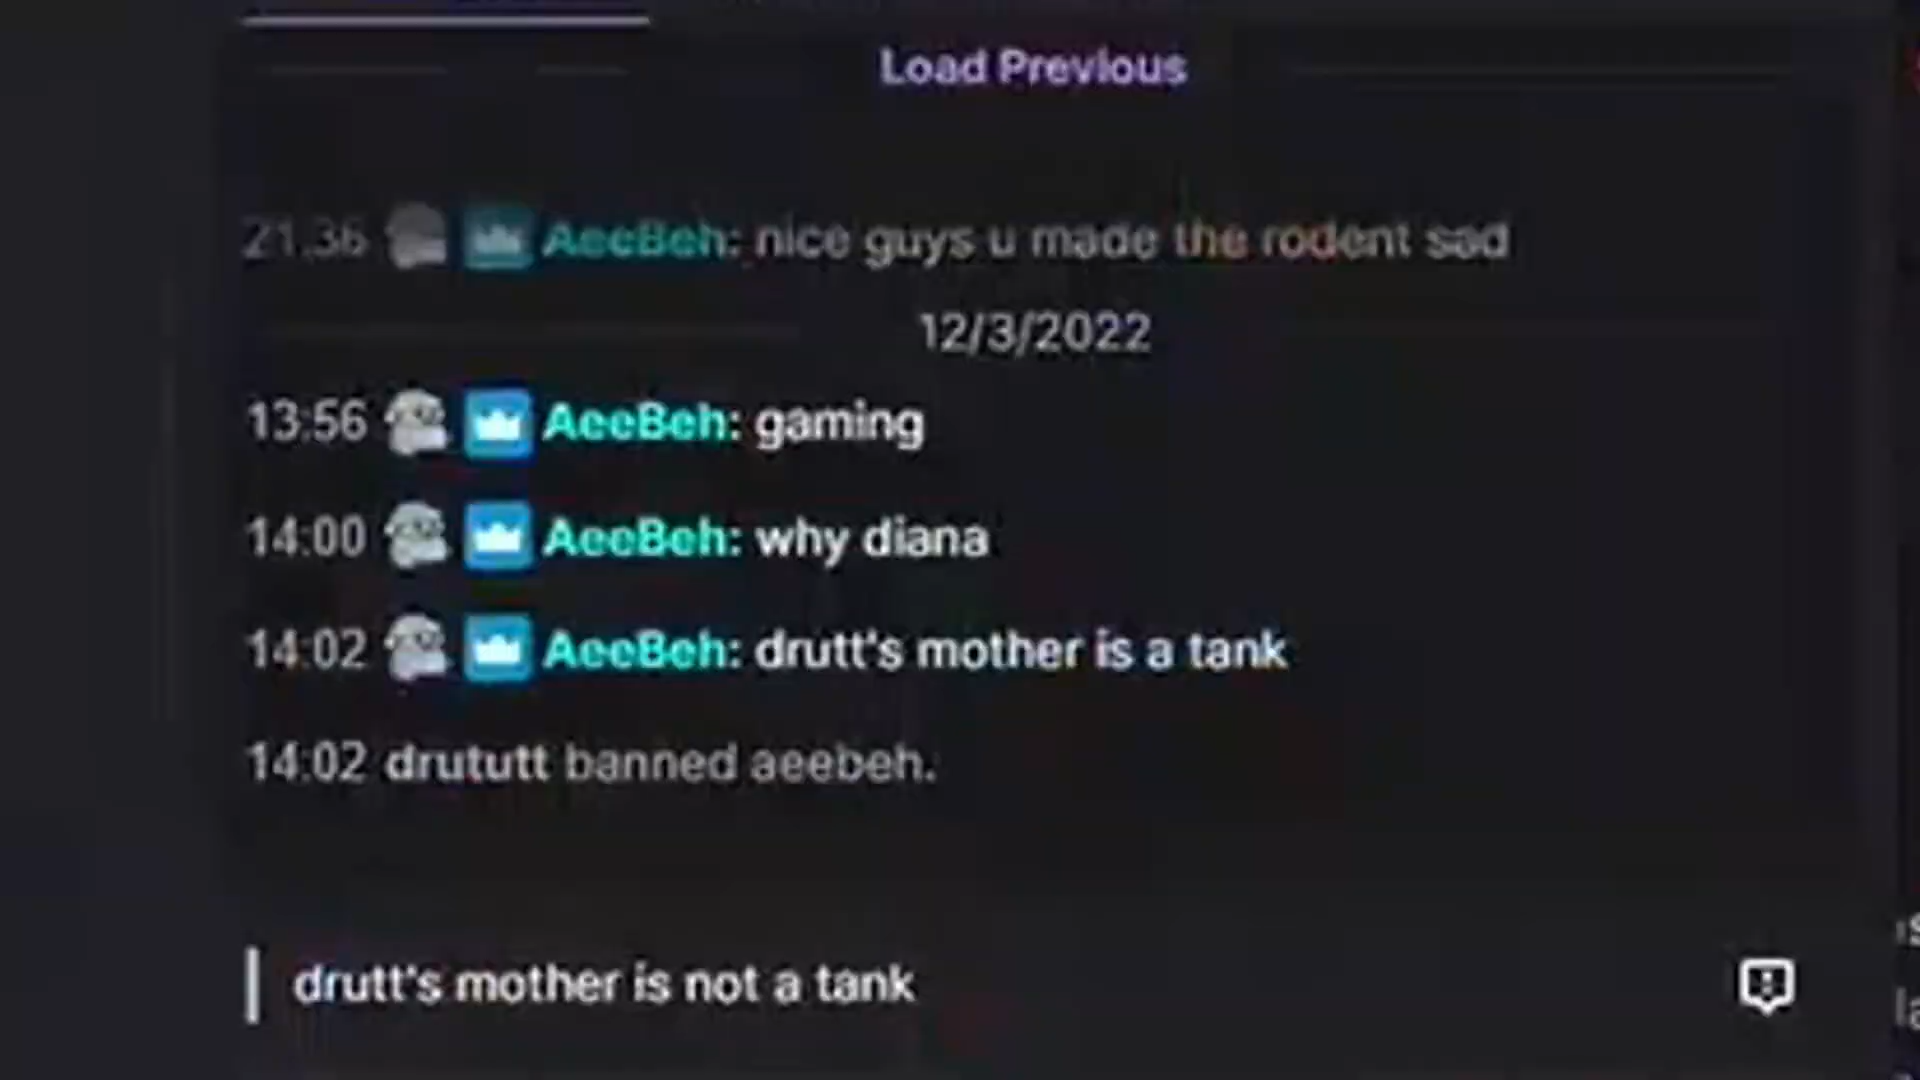 Load Previous
21:36 AeeBeh: nice guys u made the rodent sad
12/3/2022
13:56 AeeBeh: gaming
14:00 AeeBeh: why diana
14:02 AeeBeh: drutt's mother is a tank
14:02 drututt banned aeebeh.
drutt's mother is not a tank